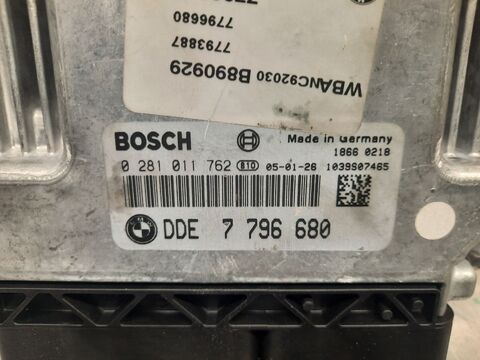 7796680
7793887
WBANC92030 B890929
BOSCH
Made in Germany
1866 0218
0 281 011 762 B10 05-01-26 1039S07465
DDE 7 796 680